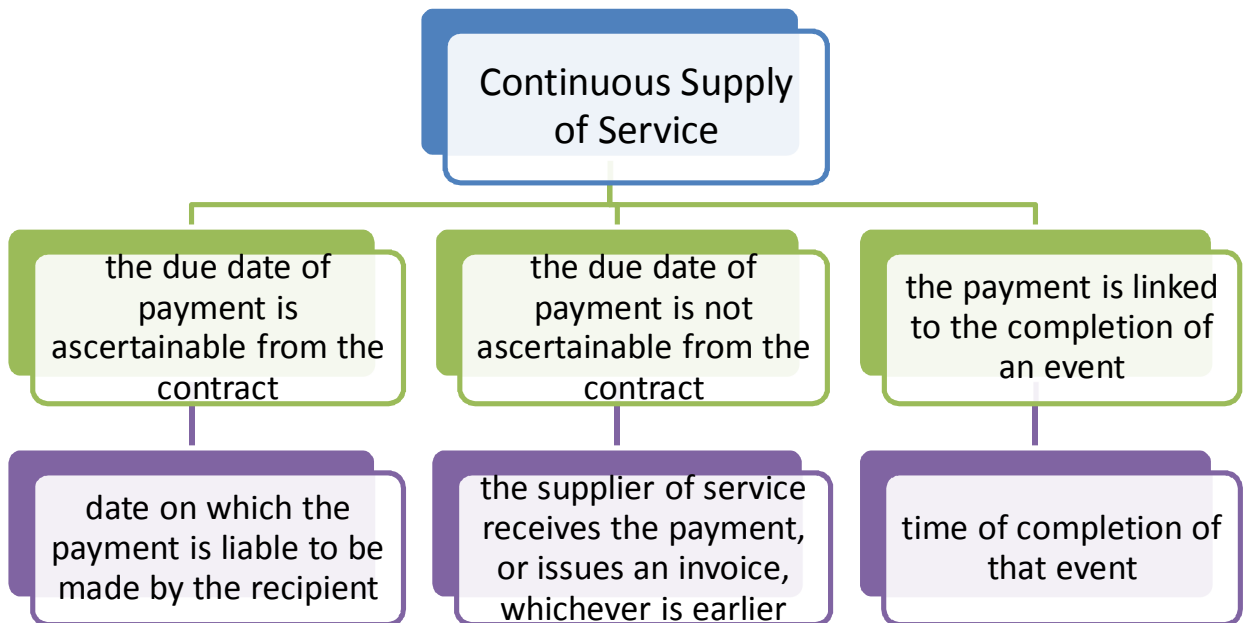 Continuous Supply
of Service
the due date of
payment is
ascertainable from the
contract
the due date of
payment is not
ascertainable from the
contract
the payment is linked
to the completion of
an event
date on which the
payment is liable to be
made by the recipient
the supplier of service
receives the payment,
or issues an invoice,
whichever is earlier
time of completion of
that event